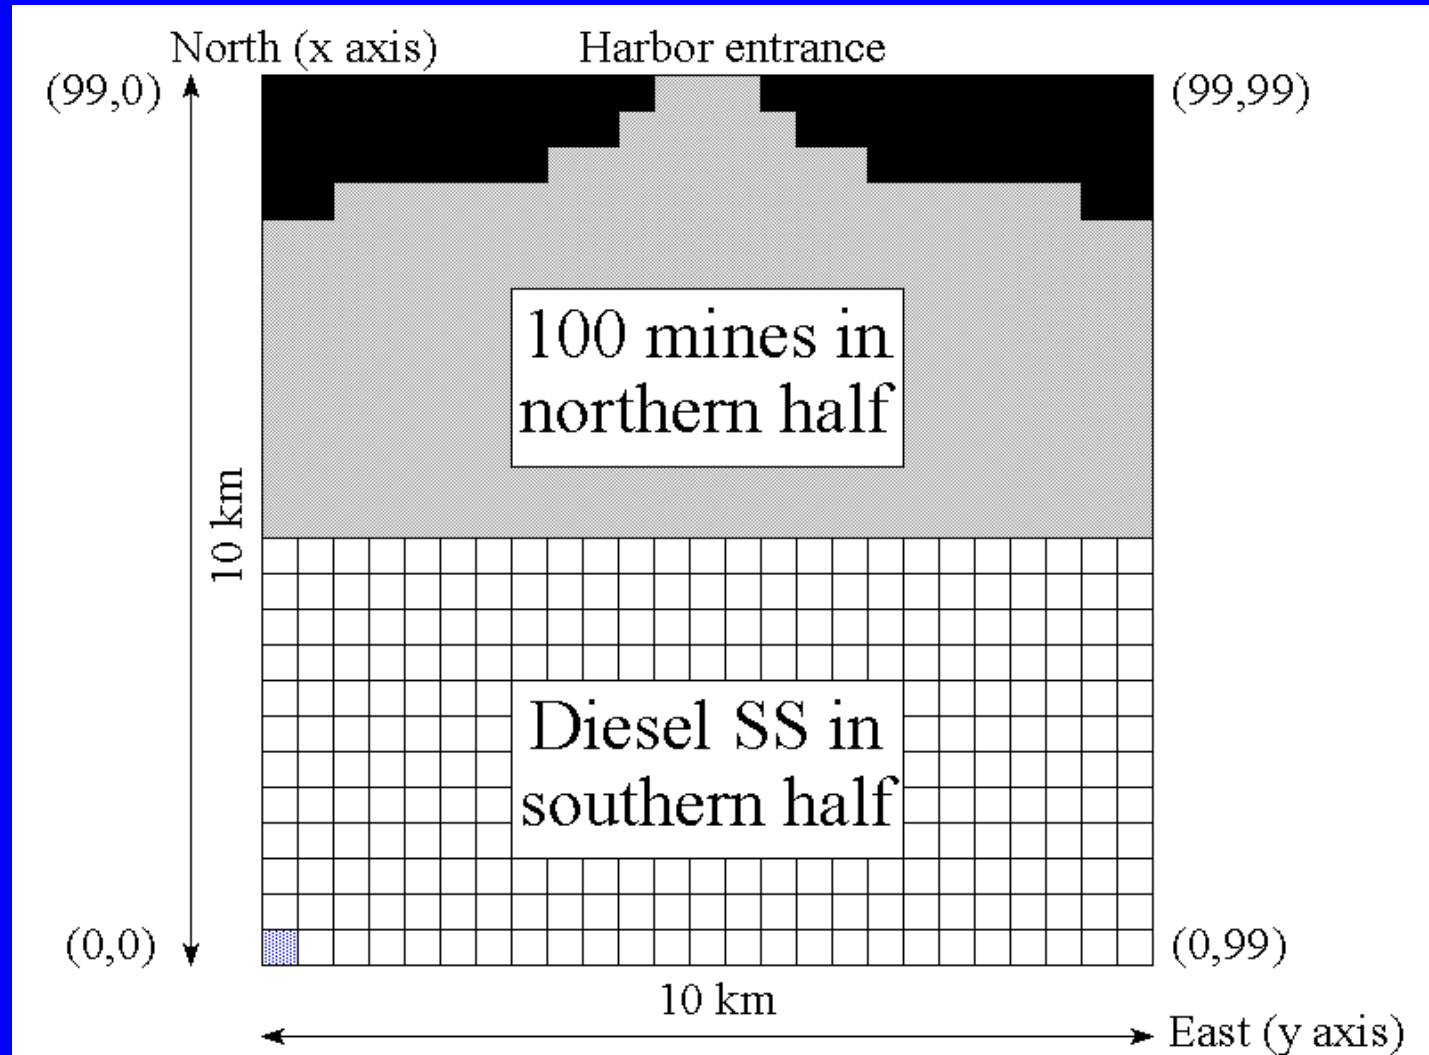 North (x axis)
Harbor entrance
(99,0)
(99,99)
100 mines in
northern half
10 km
Diesel SS in
southern half
(0,0)
(0,99)
10 km
East (y axis)